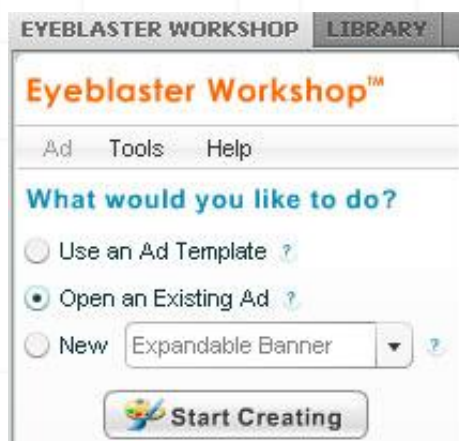 EYEBLASTER WORKSHOP LIBRARY
Eyeblaster Workshop™
Ad Tools Help
What would you like to do?
Use an Ad Template ?
Open an Existing Ad ?
New Expandable Banner ?
Start Creating